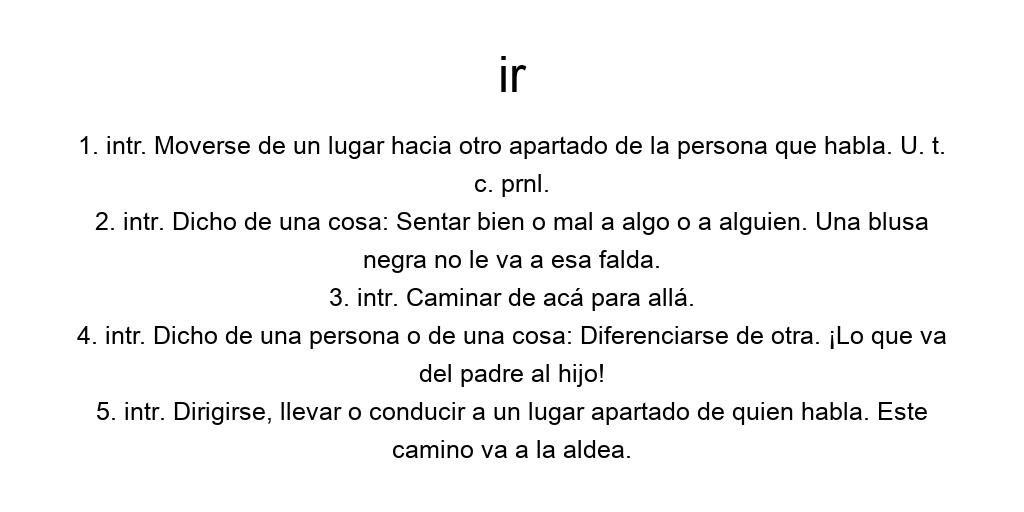 ir
1. intr. Moverse de un lugar hacia otro apartado de la persona que habla. U. t.
c. prnl.
2. intr. Dicho de una cosa: Sentar bien o mal a algo o a alguien. Una blusa
negra no le va a esa falda.
3. intr. Caminar de acá para allá.
4. intr. Dicho de una persona o de una cosa: Diferenciarse de otra. ¡Lo que va
del padre al hijo!
5. intr. Dirigirse, llevar o conducir a un lugar apartado de quien habla. Este
camino va a la aldea.